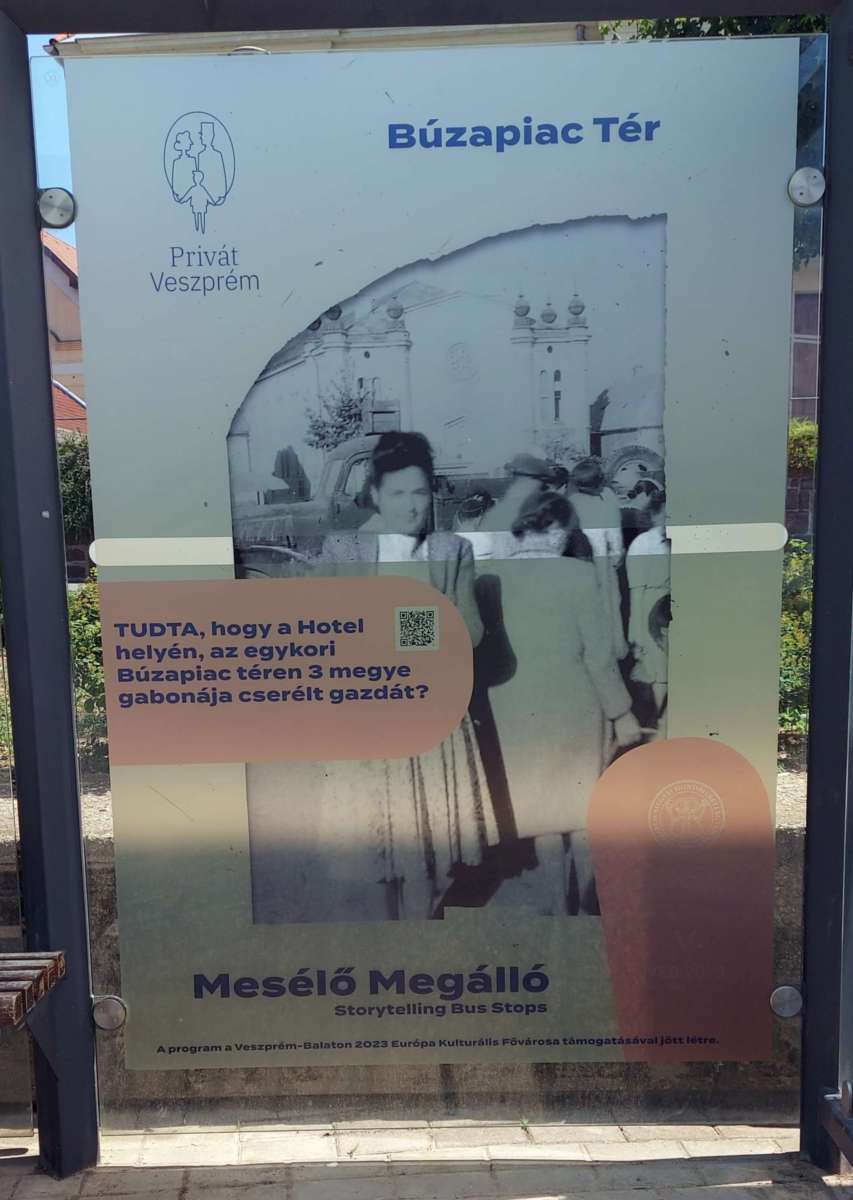 Búzapiac Tér
Privát
Veszprém
TUDTA, hogy a Hotel
helyén, az egykori
Búzapiac téren 3 megye
gabonája cserélt gazdát?
Mesélő Megálló
Storytelling Bus Stops
A program a Veszprém-Balaton 2023 Európa Kulturális Fővárosa támogatásával jött létre.